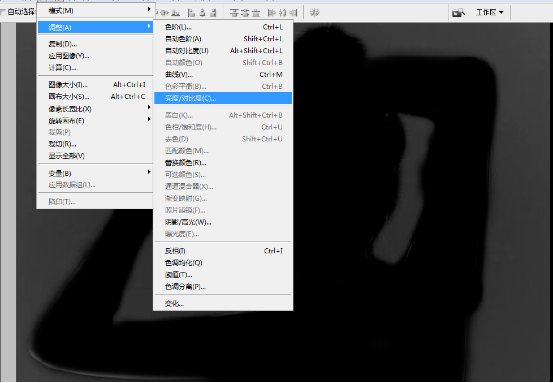 自动选择:
工作区
模式(M)
调整(A)
复制(D)...
应用图像(Y)...
计算(C)...
图像大小(I)... Alt+Ctrl+I
画布大小(S)... Alt+Ctrl+C
像素长宽比(X)
旋转画布(E)
裁剪(P)
裁切(R)...
显示全部(V)
变量(B)
应用数据组(L)...
陷印(T)...
色阶(L)... Ctrl+L
自动色阶(A) Shift+Ctrl+L
自动对比度(U) Alt+Shift+Ctrl+L
自动颜色(O) Shift+Ctrl+B
曲线(V)... Ctrl+M
色彩平衡(B)... Ctrl+B
亮度/对比度(C)...
黑白(K)... Alt+Shift+Ctrl+B
色相/饱和度(H)... Ctrl+U
去色(D) Shift+Ctrl+U
匹配颜色(M)...
替换颜色(R)...
可选颜色(S)...
通道混合器(X)...
渐变映射(G)...
照片滤镜(F)...
阴影/高光(W)...
曝光度(E)...
反相(I) Ctrl+I
色调均化(Q)
阈值(T)...
色调分离(P)...
变化...